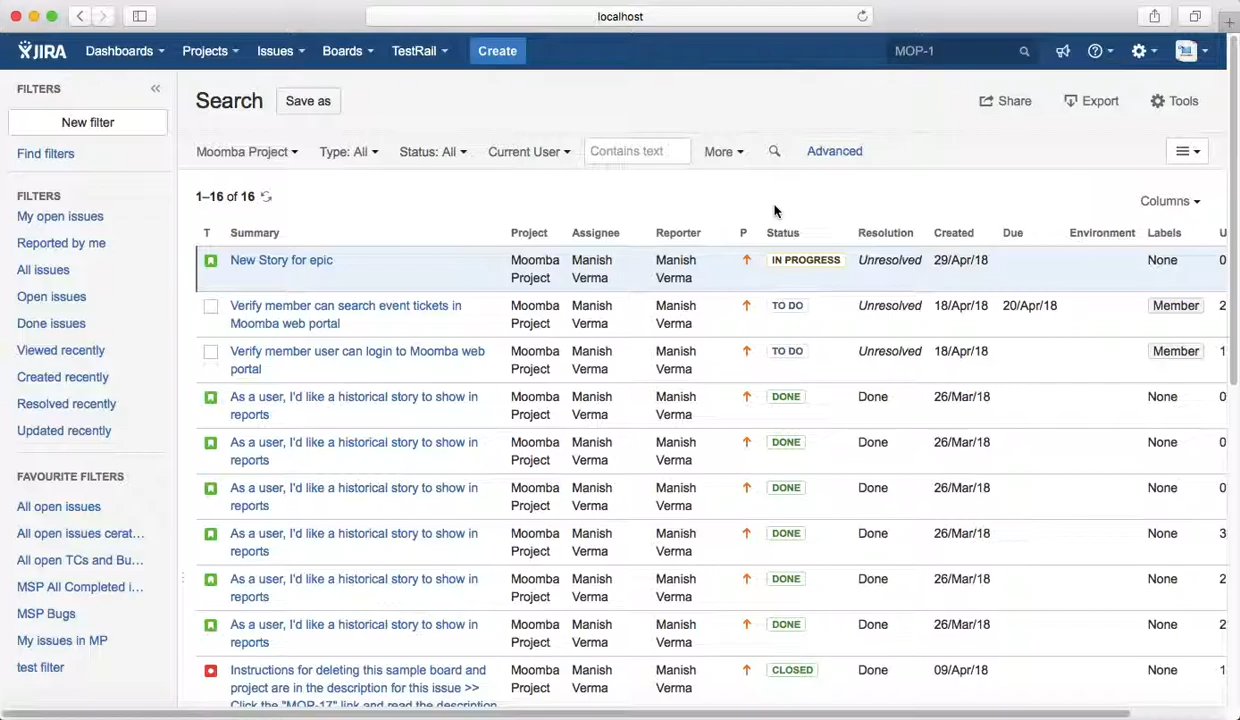 localhost
JIRA Dashboards Projects Issues Boards TestRail Create MOP-1
FILTERS
New filter
Find filters
FILTERS
My open issues
Reported by me
All issues
Open issues
Done issues
Viewed recently
Created recently
Resolved recently
Updated recently
FAVOURITE FILTERS
All open issues
All open issues cerat...
All open TCs and Bu...
MSP All Completed i...
MSP Bugs
My issues in MP
test filter
Search Save as Share Export Tools
Moomba Project Type: All Status: All Current User Contains text More Advanced
1–16 of 16
Columns
T Summary Project Assignee Reporter P Status Resolution Created Due Environment Labels U
New Story for epic Moomba Manish Manish IN PROGRESS Unresolved 29/Apr/18 None 0
Project Verma Verma
Verify member can search event tickets in Moomba Manish Manish TO DO Unresolved 18/Apr/18 20/Apr/18 Member 2
Moomba web portal Project Verma Verma
Verify member user can login to Moomba web Moomba Manish Manish TO DO Unresolved 18/Apr/18 Member 1
portal Project Verma Verma
As a user, I'd like a historical story to show in Moomba Manish Manish DONE Done 26/Mar/18 None 0
reports Project Verma Verma
As a user, I'd like a historical story to show in Moomba Manish Manish DONE Done 26/Mar/18 None 0
reports Project Verma Verma
As a user, I'd like a historical story to show in Moomba Manish Manish DONE Done 26/Mar/18 None 0
reports Project Verma Verma
As a user, I'd like a historical story to show in Moomba Manish Manish DONE Done 26/Mar/18 None 3
reports Project Verma Verma
As a user, I'd like a historical story to show in Moomba Manish Manish DONE Done 26/Mar/18 None 2
reports Project Verma Verma
As a user, I'd like a historical story to show in Moomba Manish Manish DONE Done 26/Mar/18 None 2
reports Project Verma Verma
Instructions for deleting this sample board and Moomba Manish Manish CLOSED Done 09/Apr/18 None 1
project are in the description for this issue >> Project Verma Verma
Click the "MOP-17" link and read the description